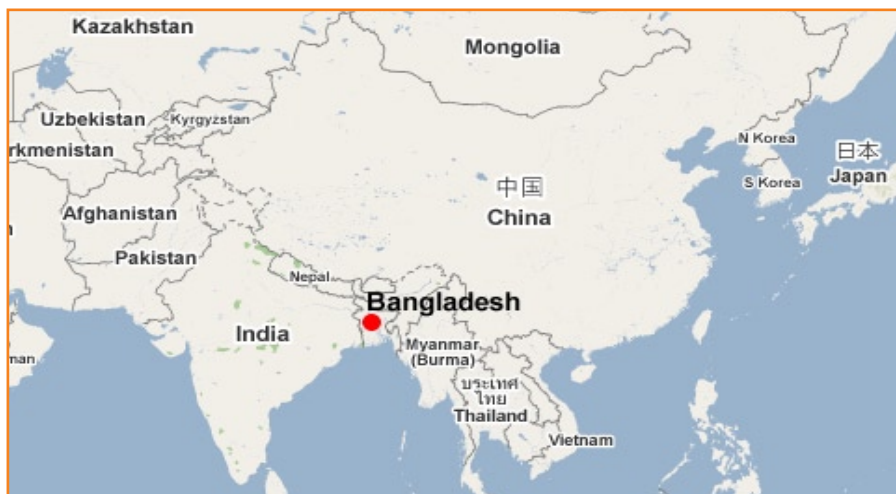 Kazakhstan
Mongolia
Uzbekistan
Kyrgyzstan
rkmenistan
N Korea
日本
Japan
S Korea
中国
China
Afghanistan
n
Pakistan
Nepal
Bangladesh
India
Myanmar
(Burma)
man
ประเทศ
ไทย
Thailand
Vietnam